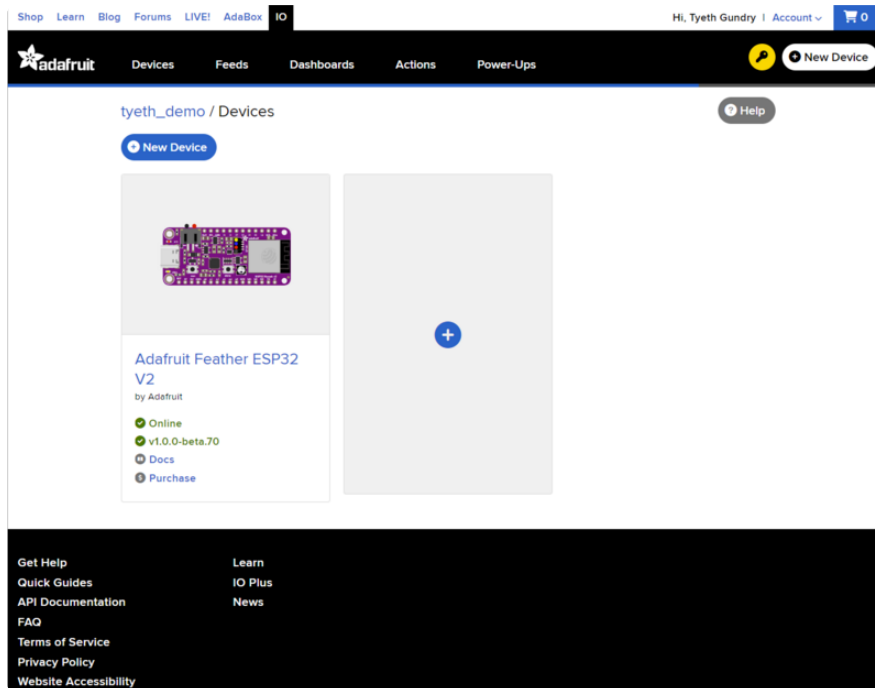 Shop Learn Blog Forums LIVE! AdaBox IO
Hi, Tyeth Gundry | Account 0
adafruit Devices Feeds Dashboards Actions Power-Ups New Device
tyeth_demo / Devices
Help
New Device
Adafruit Feather ESP32
V2
by Adafruit
Online
v1.0.0-beta.70
Docs
Purchase
Get Help
Quick Guides
API Documentation
FAQ
Terms of Service
Privacy Policy
Website Accessibility
Learn
IO Plus
News